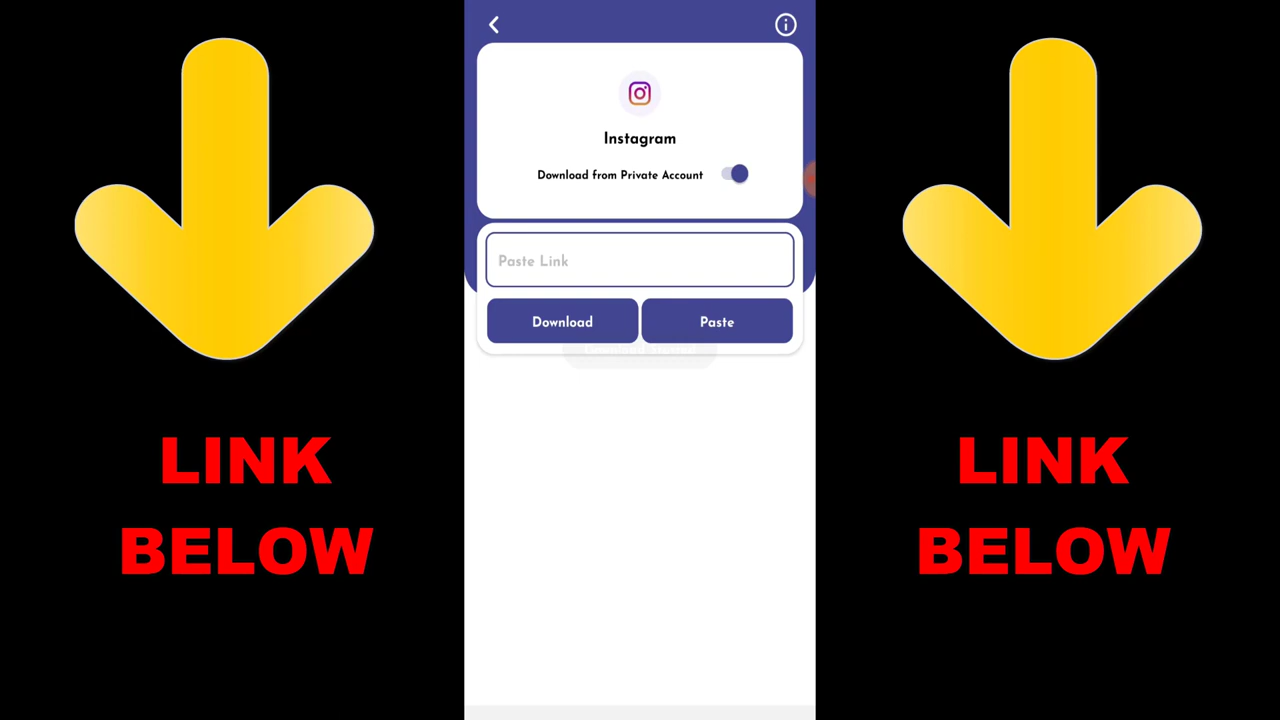 Instagram
Download from Private Account
Paste Link
Download
Paste
LINK
BELOW
LINK
BELOW